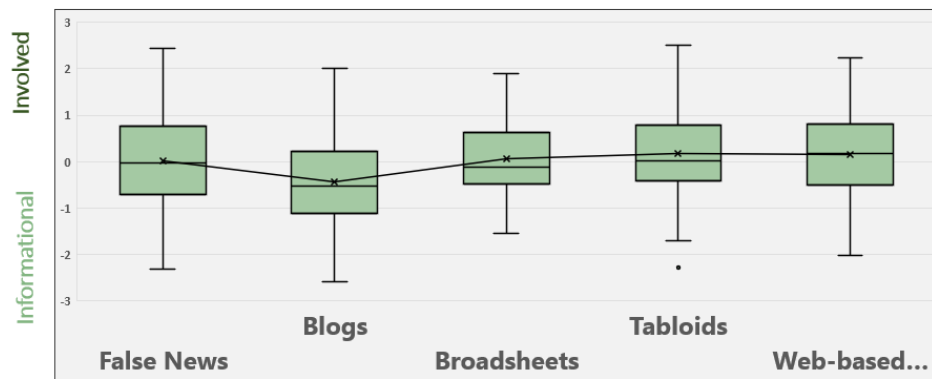 Involved
Informational
3
2
1
0
-1
-2
-3
Blogs
Tabloids
False News
Broadsheets
Web-based...